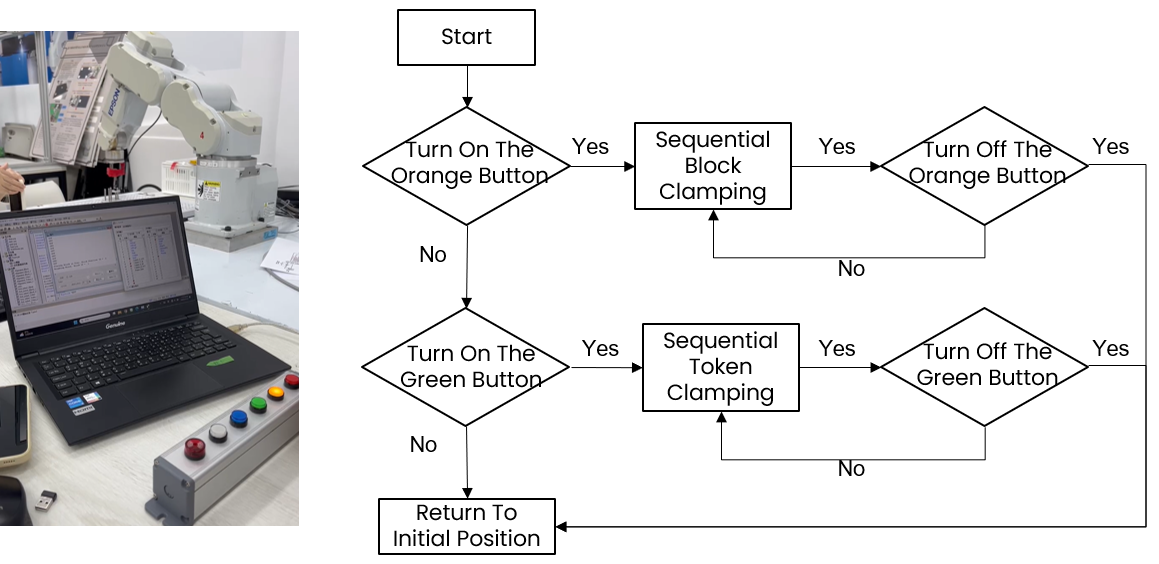 EPSON
4
Genuine
Start
Turn On The
Orange Button
Yes
Sequential
Block
Clamping
Yes
Turn Off The
Orange Button
Yes
No
No
Turn On The
Green Button
Yes
Sequential
Token
Clamping
Yes
Turn Off The
Green Button
Yes
No
No
Return To
Initial Position